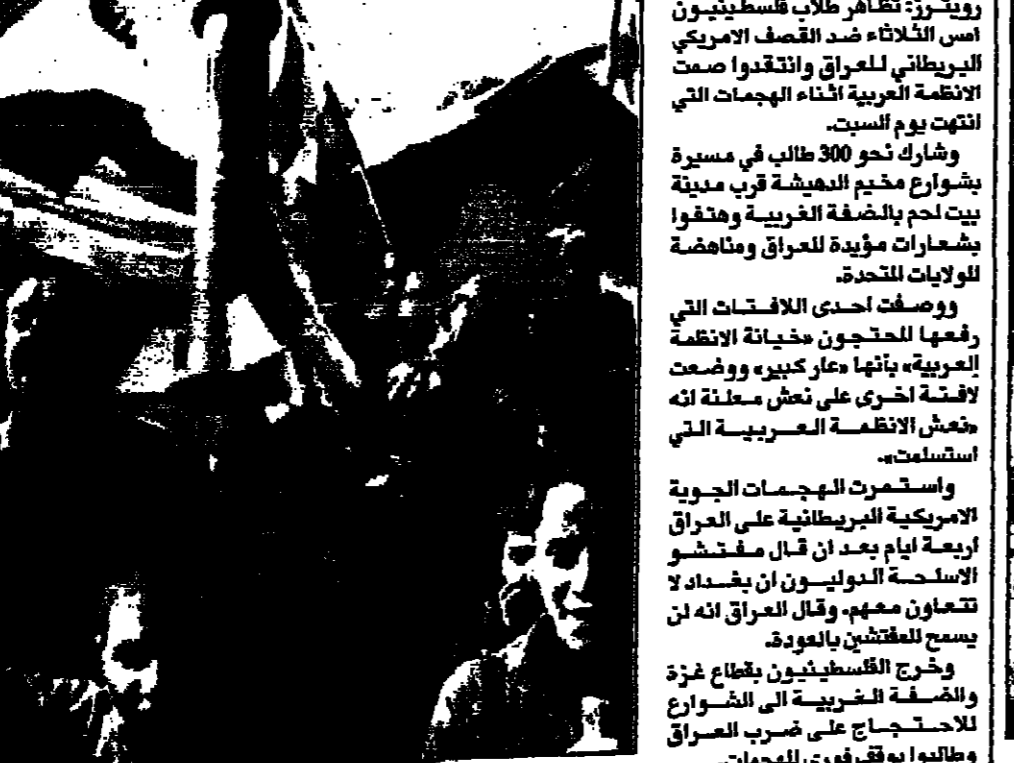 رويترز: تظاهر طلاب فلسطينيون
امس الثلاثاء ضد القصف الامريكي
البريطاني للعراق وانتقدوا صمت
الانظمة العربية اثناء الهجمات التي
انتهت يوم السبت.
وشارك نحو 300 طالب في مسيرة
بشوارع مخيم الدهيشة قرب مدينة
بيت لحم بالضفة الغربية وهتفوا
بشعارات مؤيدة للعراق ومناهضة
للولايات المتحدة.
ووصفت احدى اللافتات التي
رفعها المحتجون «خيانة الانظمة
العربية» بأنها «عار كبير» ووضعت
لافتة اخرى على نعش معلنة انه
«نعش الانظمة العربية التي
استسلمت».
واستمرت الهجمات الجوية
الامريكية البريطانية على العراق
اربعة ايام بعد ان قال مفتشو
الاسلحة الدوليون ان بغداد لا
تتعاون معهم. وقال العراق انه لن
يسمح للمفتشين بالعودة.
وخرج الفلسطينيون بقطاع غزة
والضفة الغربية الى الشوارع
للاحتجاج على ضرب العراق
وطالبوا بوقف فوري للهجمات.